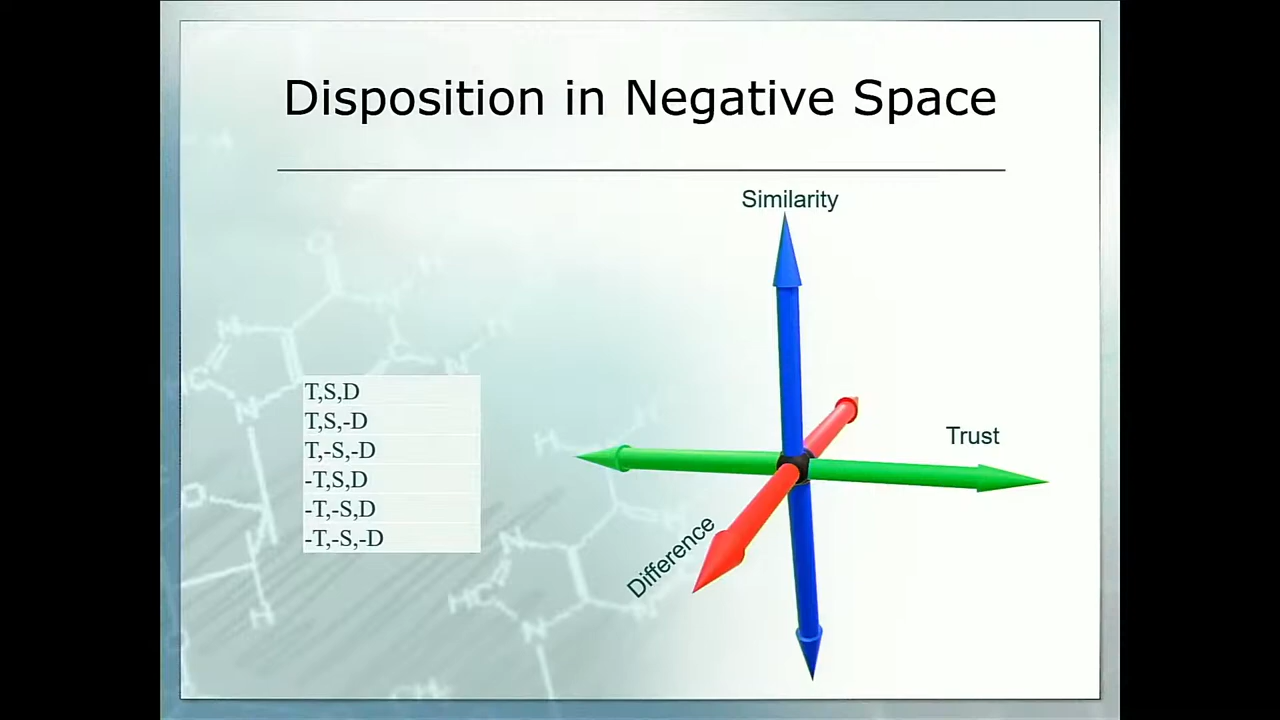 Disposition in Negative Space
Similarity
Trust
Difference
T,S,D
T,S,-D
T,-S,-D
-T,S,D
-T,-S,D
-T,-S,-D